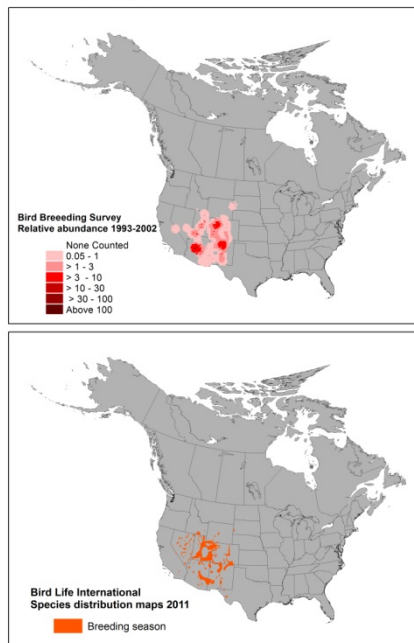 Bird Breeding Survey
Relative abundance 1993-2002
None Counted
0.05 - 1
> 1 - 3
> 3 - 10
> 10 - 30
> 30 - 100
Above 100
Bird Life International
Species distribution maps 2011
Breeding season